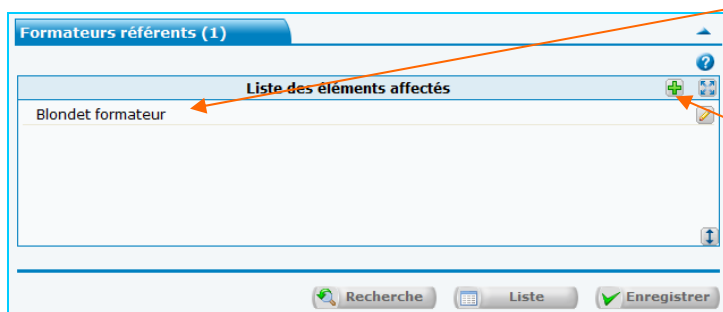 Formateurs référents (1)
Liste des éléments affectés
Blondet formateur
Recherche Liste Enregistrer